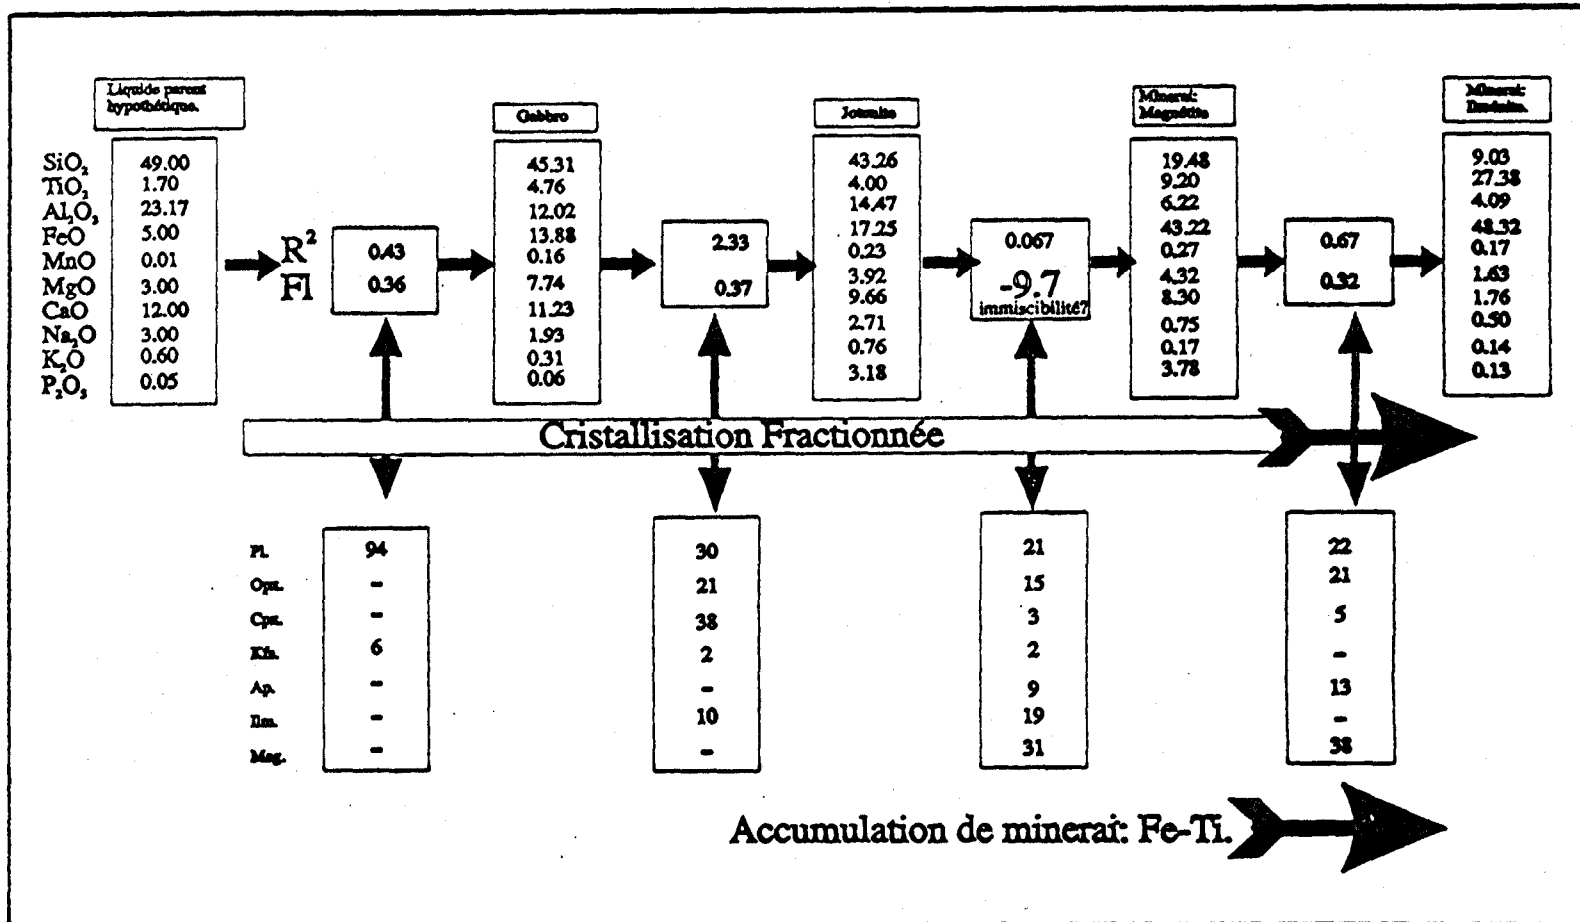 Liquide parent
hypothétique.
Gabbro
Jotunite
Minerai:
Magnétite
Minerai:
Ilménite.
SiO₂ 49.00 45.31 43.26 19.48 9.03
TiO₂ 1.70 4.76 4.00 9.20 27.38
Al₂O₃ 23.17 12.02 14.47 6.22 4.09
FeO 5.00 13.88 17.25 43.22 48.32
MnO 0.01 0.16 0.23 0.27 0.17
MgO 3.00 7.74 3.92 4.32 1.63
CaO 12.00 11.23 9.66 8.30 1.76
Na₂O 3.00 1.93 2.71 0.75 0.50
K₂O 0.60 0.31 0.76 0.17 0.14
P₂O₅ 0.05 0.06 3.18 3.78 0.13
R² 0.43 2.33 0.067 0.67
Fl 0.36 0.37 -9.7 0.32
immiscibilité?
Cristallisation Fractionnée
Pl. 94 30 21 22
Opx. - 21 15 21
Cpx. - 38 3 5
Kfs. 6 2 2 -
Ap. - - 9 13
Ilm. - 10 19 -
Mag. - - 31 38
Accumulation de minerai: Fe-Ti.